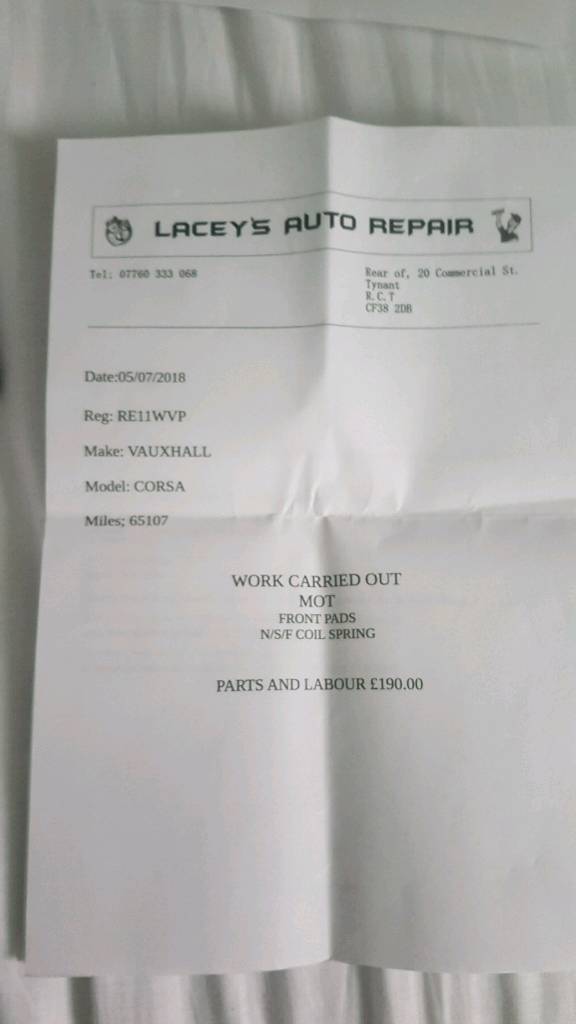 LACEY'S AUTO REPAIR
Tel: 07760 333 068
Rear of, 20 Commercial St.
Tynant
R.C.T
CF38 2DB
Date:05/07/2018
Reg: RE11WVP
Make: VAUXHALL
Model: CORSA
Miles; 65107
WORK CARRIED OUT
MOT
FRONT PADS
N/S/F COIL SPRING
PARTS AND LABOUR £190.00